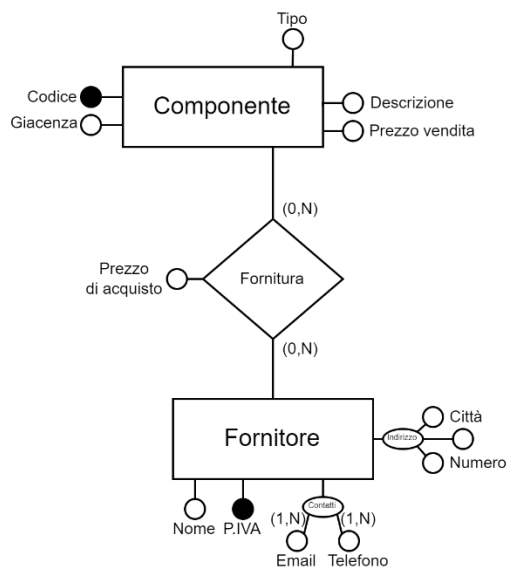 Tipo
Codice
Componente
Descrizione
Giacenza
Prezzo vendita
(0,N)
Prezzo
di acquisto
Fornitura
(0,N)
Fornitore
Indirizzo
Città
Numero
Nome
P.IVA
Contatti
(1,N)
(1,N)
Email
Telefono